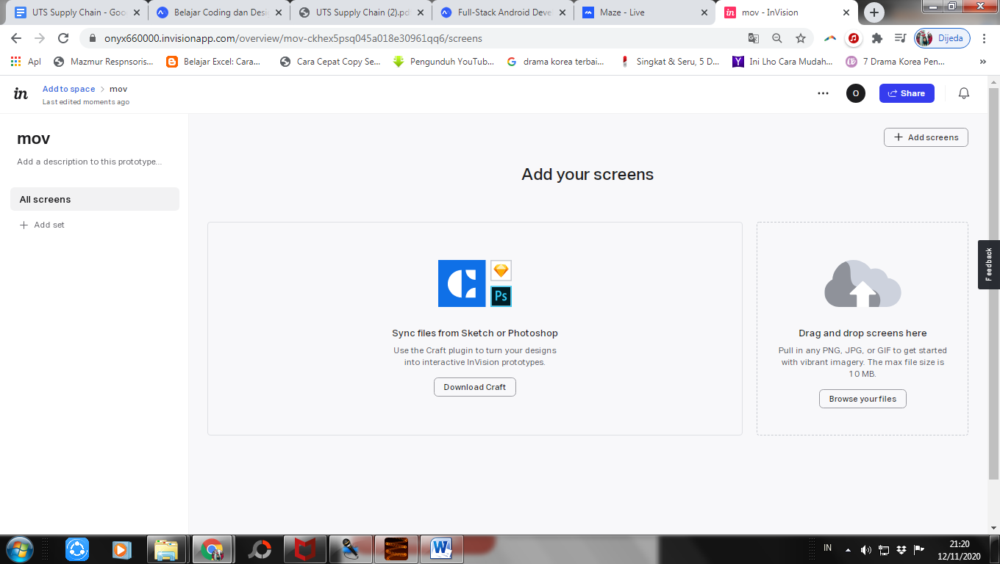 UTS Supply Chain - Goo
Belajar Coding dan Desi
UTS Supply Chain (2).pd
Full-Stack Android Deve
Maze - Live
mov - InVision
onyx660000.invisionapp.com/overview/mov-ckhex5psq045a018e30961qq6/screens
Dijeda
Apl
Mazmur Respnsoris...
Belajar Excel: Cara...
Cara Cepat Copy Se...
Pengunduh YouTub...
drama korea terbai...
Singkat & Seru, 5 D...
Ini Lho Cara Mudah...
7 Drama Korea Pen...
in
Add to space > mov
Last edited moments ago
O
Share
mov
Add a description to this prototype...
All screens
+ Add set
+ Add screens
Add your screens
Ps
Sync files from Sketch or Photoshop
Use the Craft plugin to turn your designs
into interactive InVision prototypes.
Download Craft
Drag and drop screens here
Pull in any PNG, JPG, or GIF to get started
with vibrant imagery. The max file size is
10 MB.
Browse your files
Feedback
IN
21:20
12/11/2020